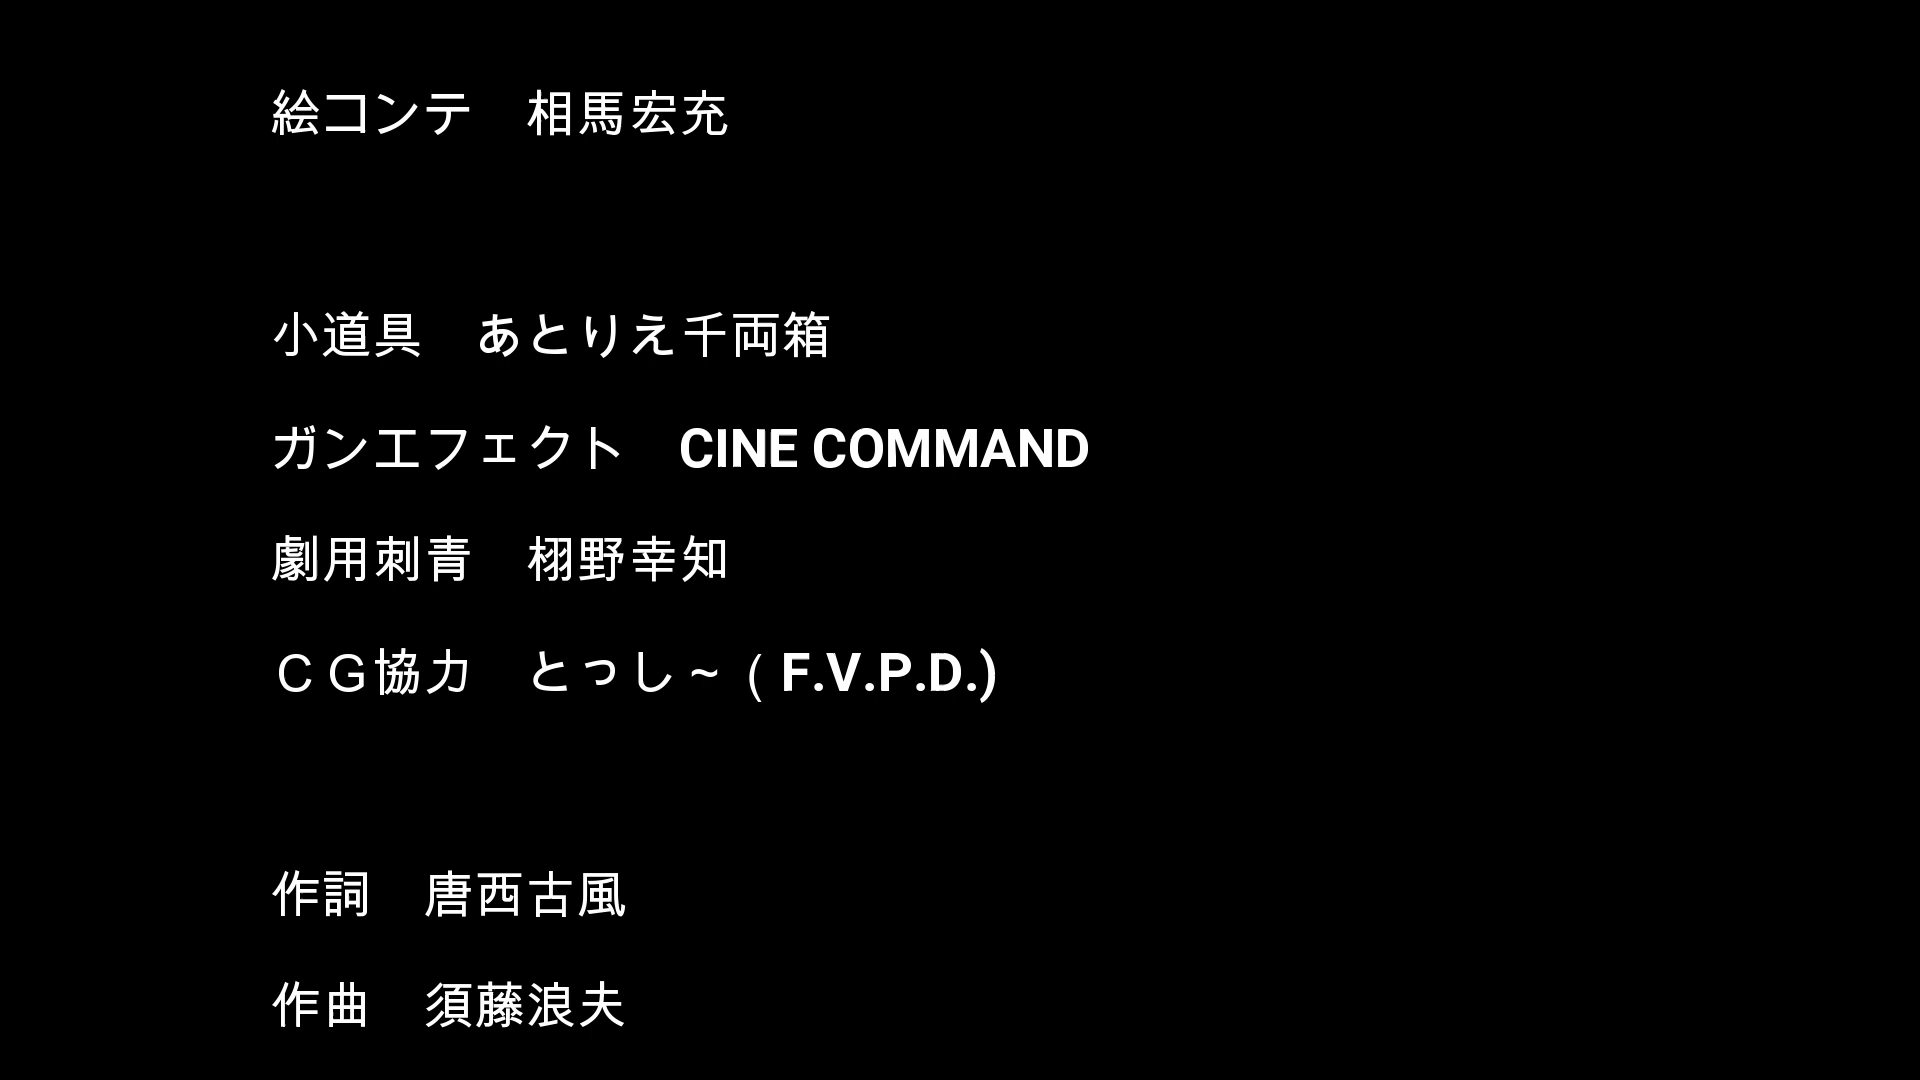 絵コンテ　相馬宏充
小道具　あとりえ千両箱
ガンエフェクト　CINE COMMAND
劇用刺青　栩野幸知
ＣＧ協力　とっし～（F.V.P.D.)
作詞　唐西古風
作曲　須藤浪夫